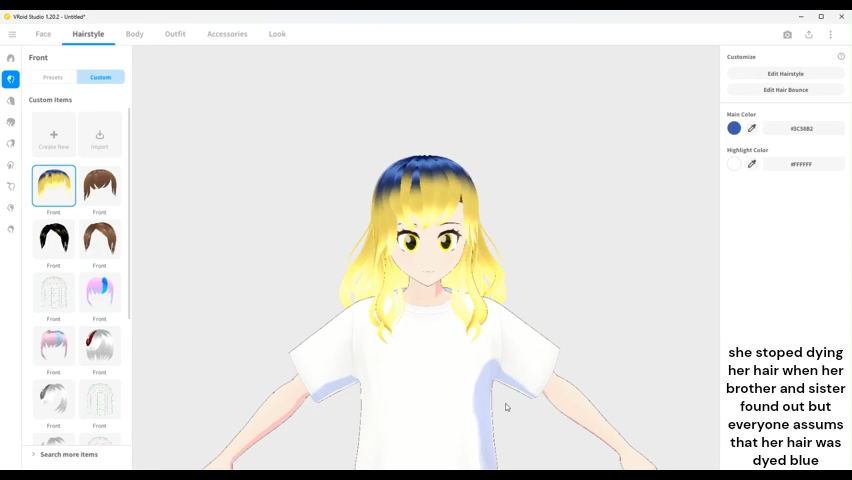 VRoid Studio 1.20.2 - Untitled*
Face Hairstyle Body Outfit Accessories Look
Front
Presets Custom
Custom Items
Create New Import
Front Front
Front Front
Front Front
Front Front
Front Front
Search more items
Customize
Edit Hairstyle
Edit Hair Bounce
Main Color
#3C58B2
Highlight Color
#FFFFFF
she stoped dying
her hair when her
brother and sister
found out but
everyone assums
that her hair was
dyed blue